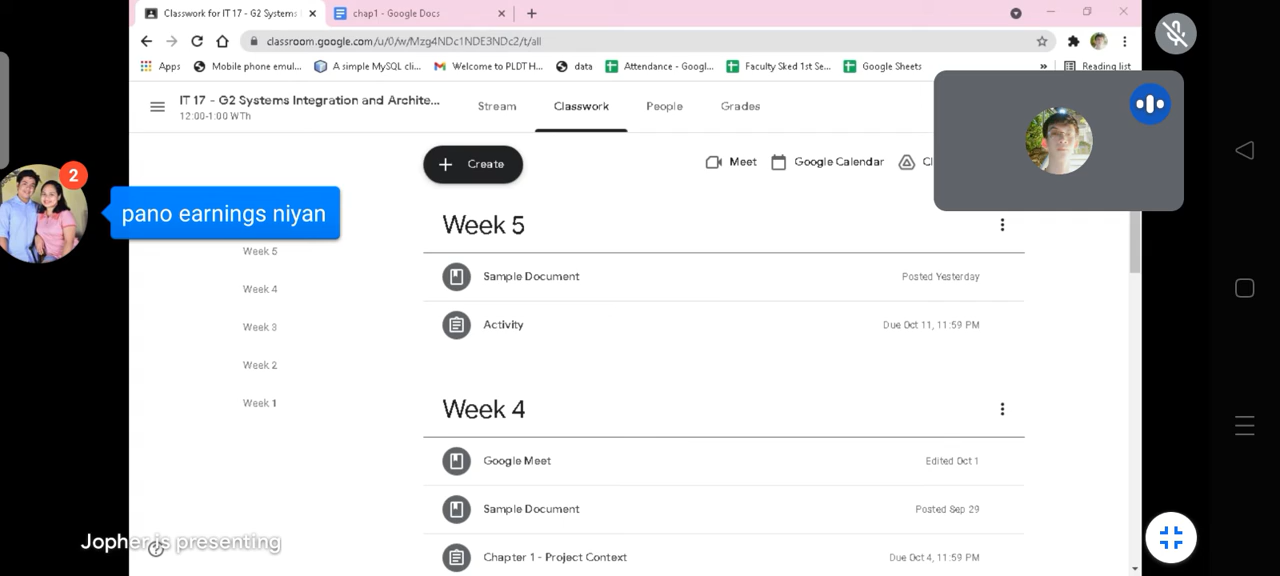 Classwork for IT 17 - G2 Systems
chap1 - Google Docs
classroom.google.com/u/0/w/Mzg4NDc1NDE3NDc2/t/all
Apps
Mobile phone emul...
A simple MySQL cli...
Welcome to PLDT H...
data
Attendance - Googl...
Faculty Sked 1st Se...
Google Sheets
»
Reading list
IT 17 - G2 Systems Integration and Archite...
12:00-1:00 WTh
Stream
Classwork
People
Grades
Create
Meet
Google Calendar
Cl
2
pano earnings niyan
Week 5
Week 4
Week 3
Week 2
Week 1
Week 5
Sample Document
Posted Yesterday
Activity
Due Oct 11, 11:59 PM
Week 4
Google Meet
Edited Oct 1
Sample Document
Posted Sep 29
Chapter 1 - Project Context
Due Oct 4, 11:59 PM
Jopher is presenting